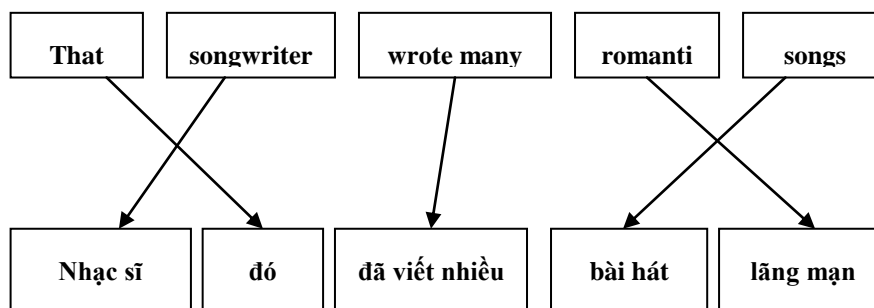 That songwriter wrote many romanti songs
Nhạc sĩ đó đã viết nhiều bài hát lãng mạn